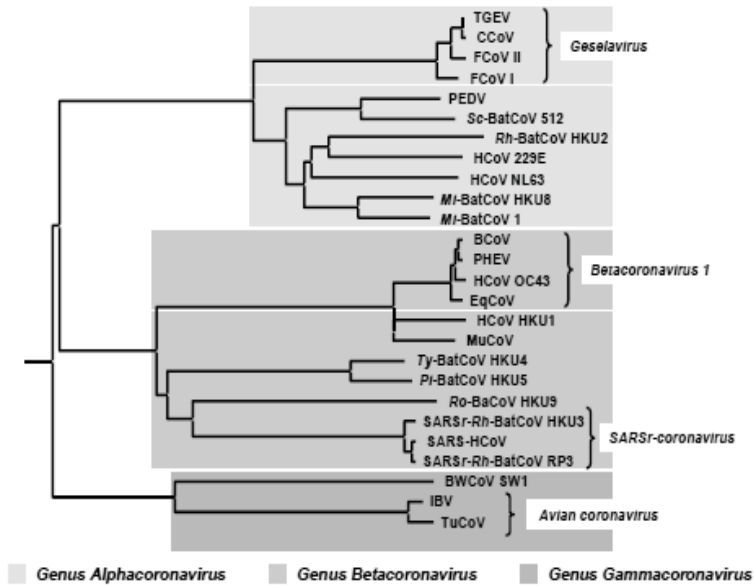 TGEV
CCoV
FCoV II
FCoV I
Geselavirus
PEDV
Sc-BatCoV 512
Rh-BatCoV HKU2
HCoV 229E
HCoV NL63
Mi-BatCoV HKU8
Mi-BatCoV 1
BCoV
PHEV
HCoV OC43
EqCoV
Betacoronavirus 1
HCoV HKU1
MuCoV
Ty-BatCoV HKU4
Pi-BatCoV HKU5
Ro-BaCoV HKU9
SARSr-Rh-BatCoV HKU3
SARS-HCoV
SARSr-Rh-BatCoV RP3
SARSr-coronavirus
BWCoV SW1
IBV
TuCoV
Avian coronavirus
Genus Alphacoronavirus
Genus Betacoronavirus
Genus Gammacoronavirus